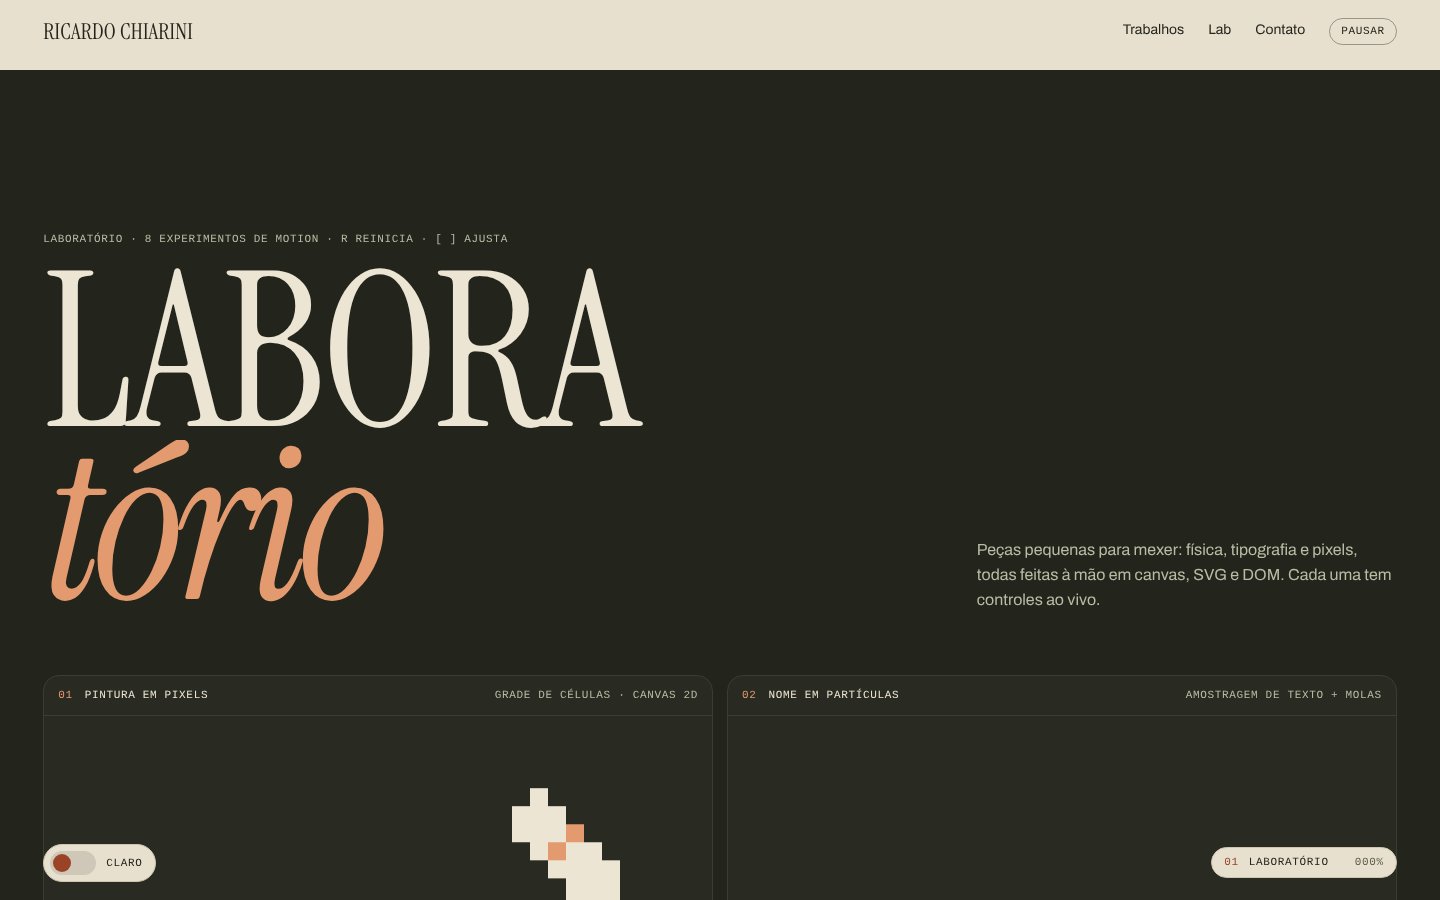 RICARDO CHIARINI
Trabalhos Lab Contato PAUSAR
LABORATÓRIO · 8 EXPERIMENTOS DE MOTION · R REINICIA · [ ] AJUSTA
LABORA
tório
Peças pequenas para mexer: física, tipografia e pixels,
todas feitas à mão em canvas, SVG e DOM. Cada uma tem
controles ao vivo.
01 PINTURA EM PIXELS GRADE DE CÉLULAS · CANVAS 2D
02 NOME EM PARTÍCULAS AMOSTRAGEM DE TEXTO + MOLAS
CLARO
01 LABORATÓRIO 000%